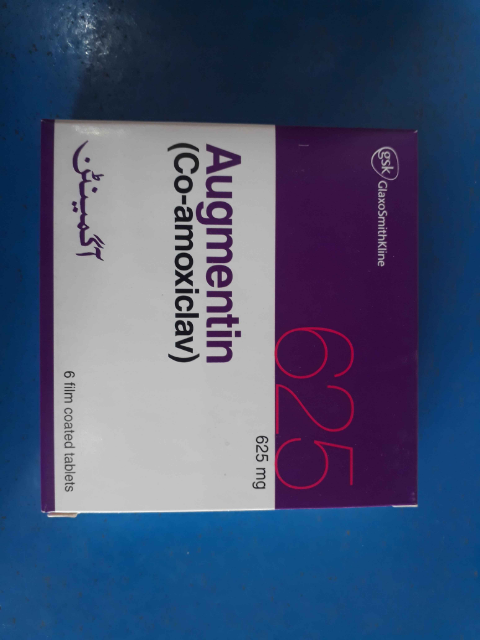 gsk GlaxoSmithKline
625
625 mg
Augmentin
(Co-amoxiclav)
آگمینٹن
6 film coated tablets